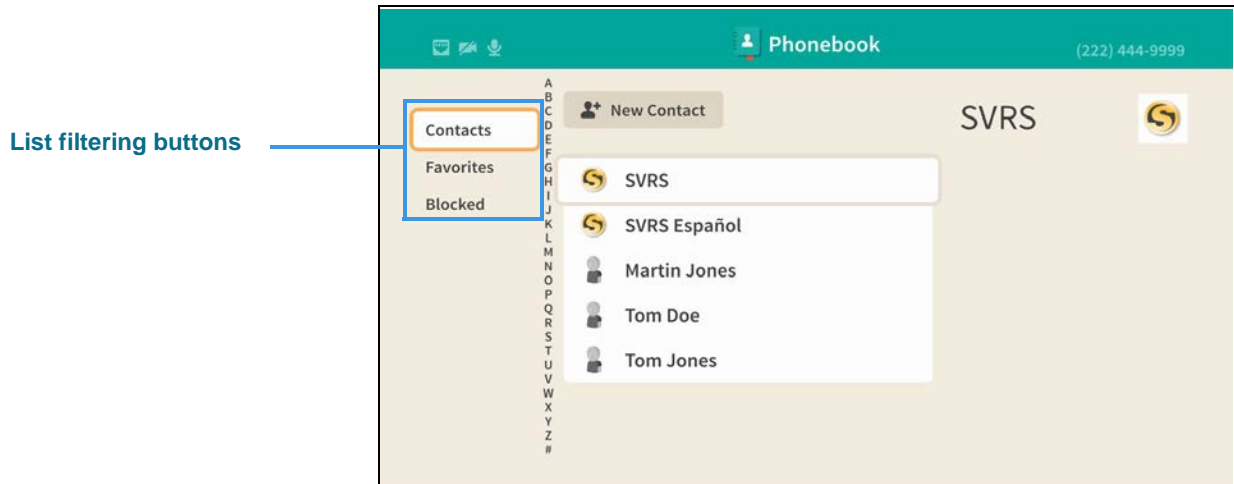 Phonebook
(222) 444-9999
List filtering buttons
Contacts
Favorites
Blocked
A
B
C
D
E
F
G
H
I
J
K
L
M
N
O
P
Q
R
S
T
U
V
W
X
Y
Z
#
New Contact
SVRS
SVRS Español
Martin Jones
Tom Doe
Tom Jones
SVRS